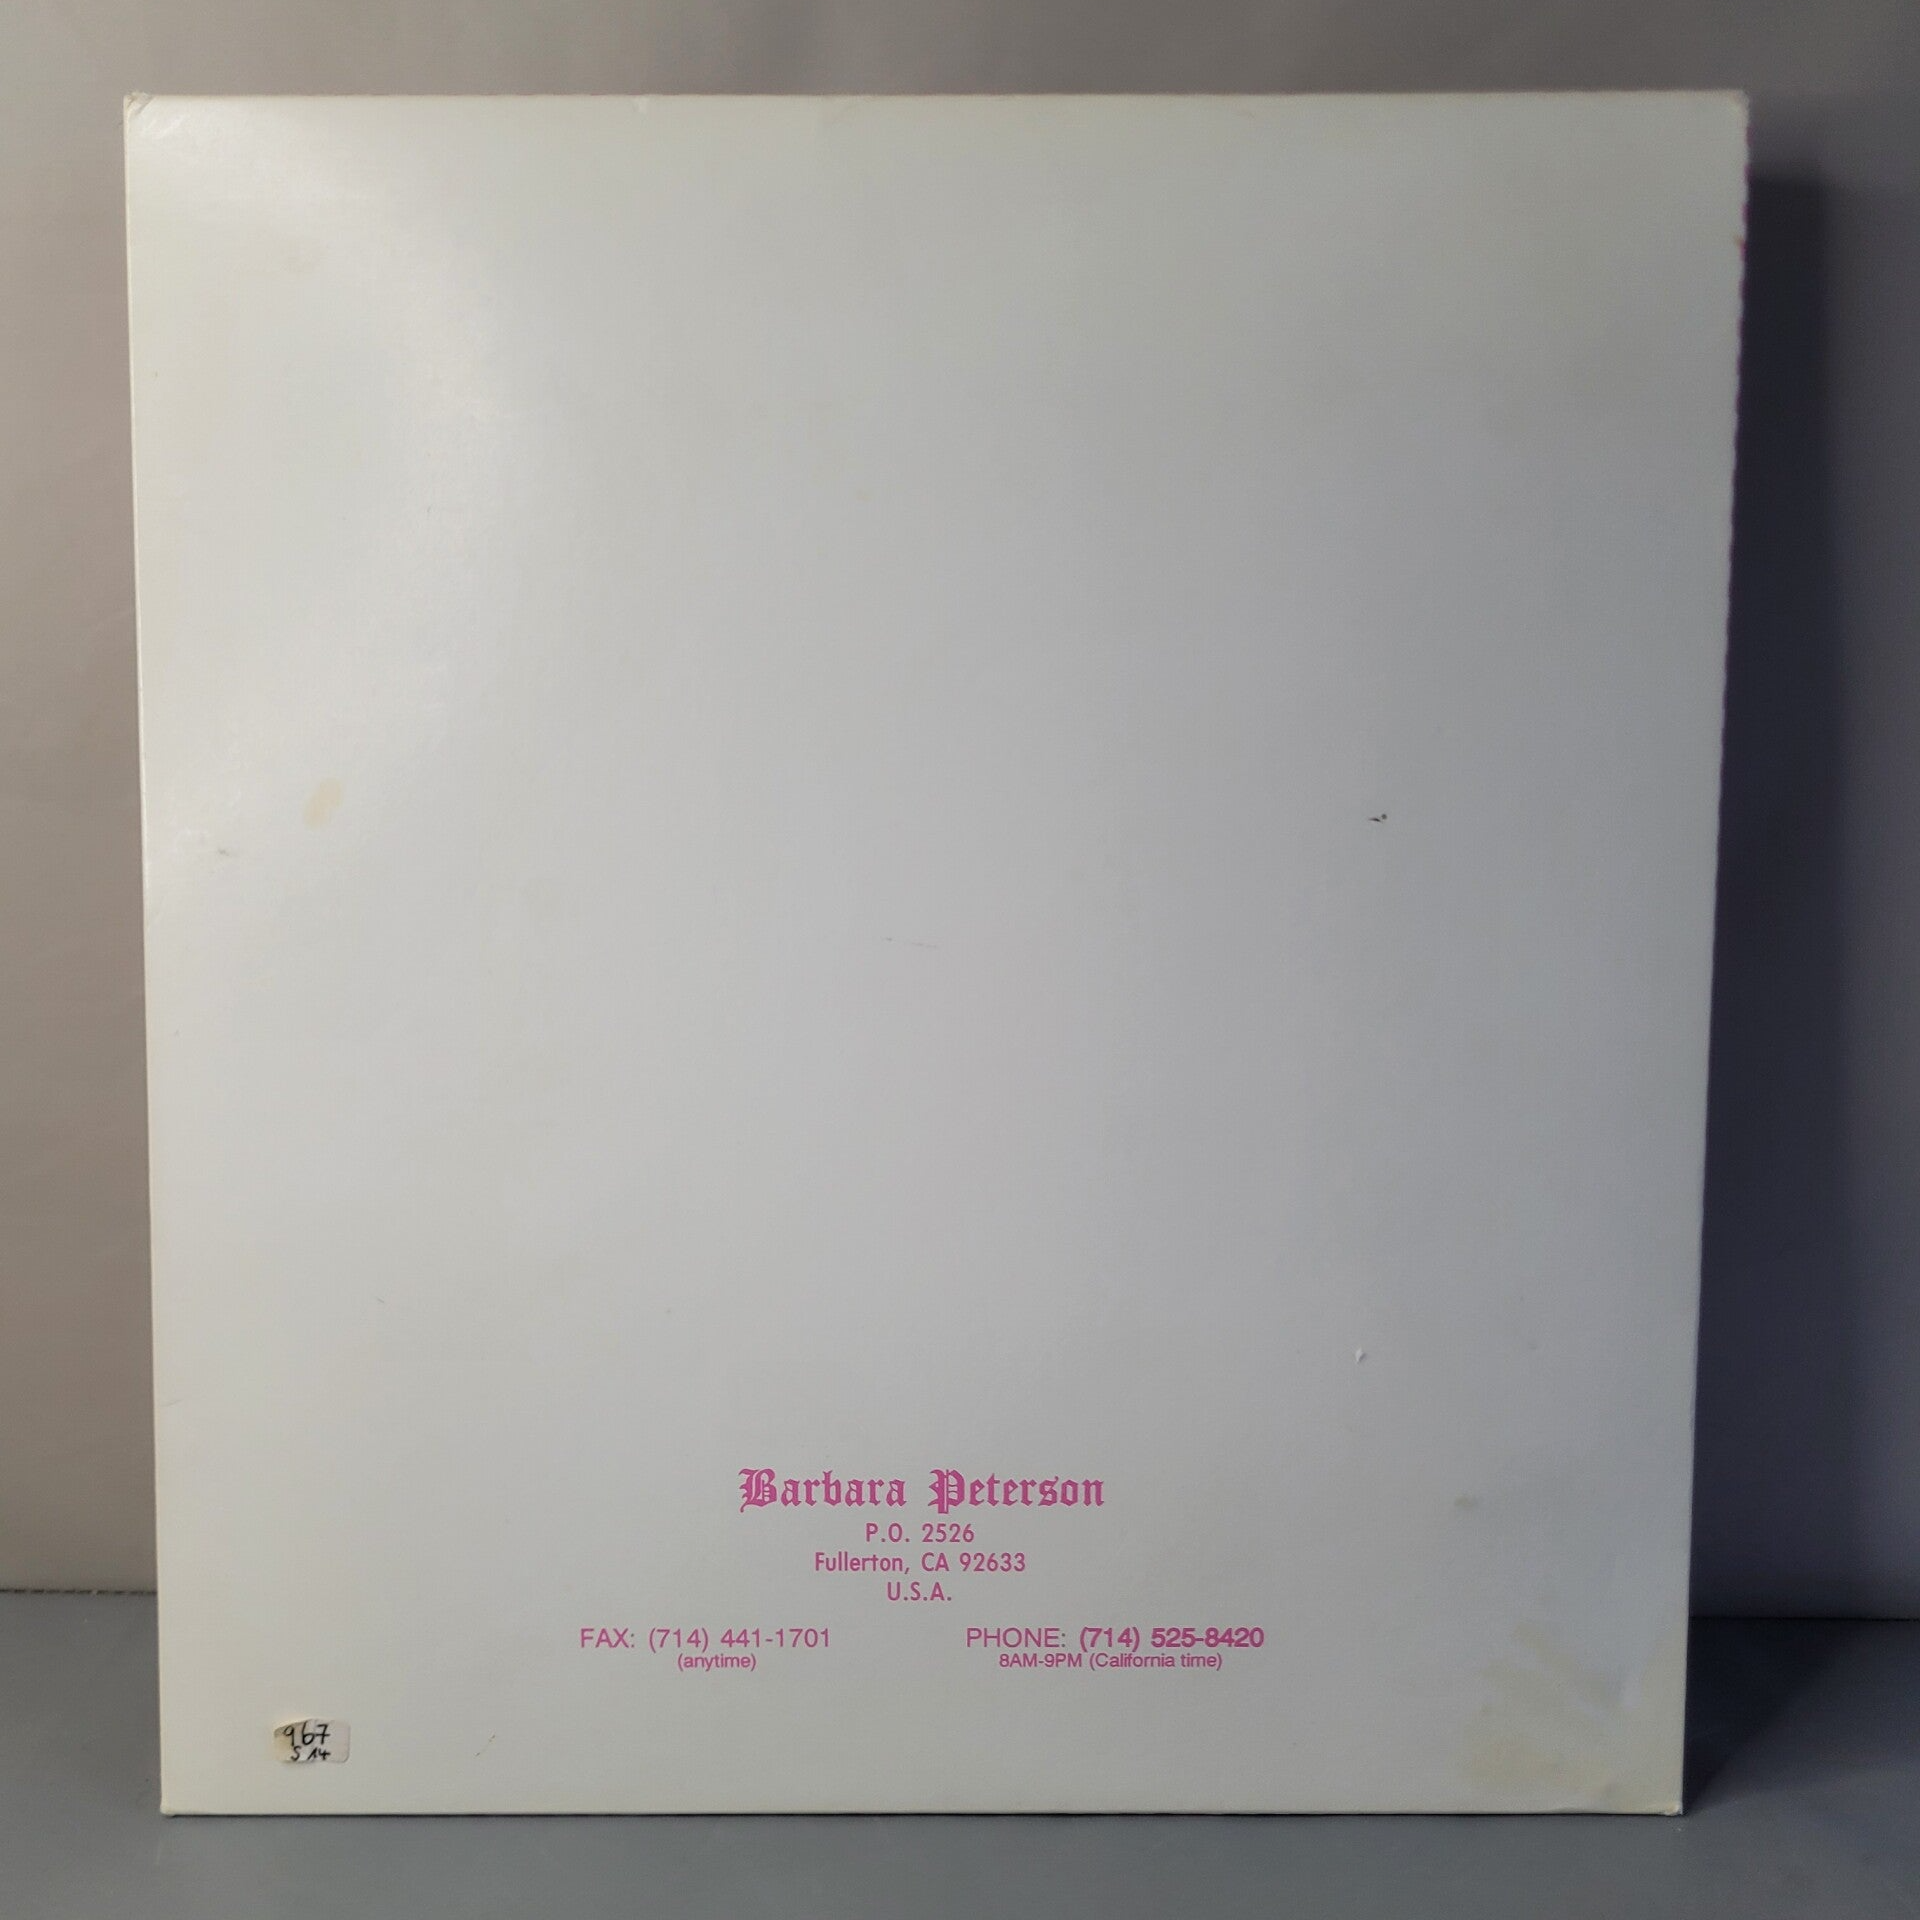 Barbara Peterson
P.O. 2526
Fullerton, CA 92633
U.S.A.
FAX: (714) 441-1701
(anytime)
PHONE: (714) 525-8420
8AM-9PM (California time)
967
S 14